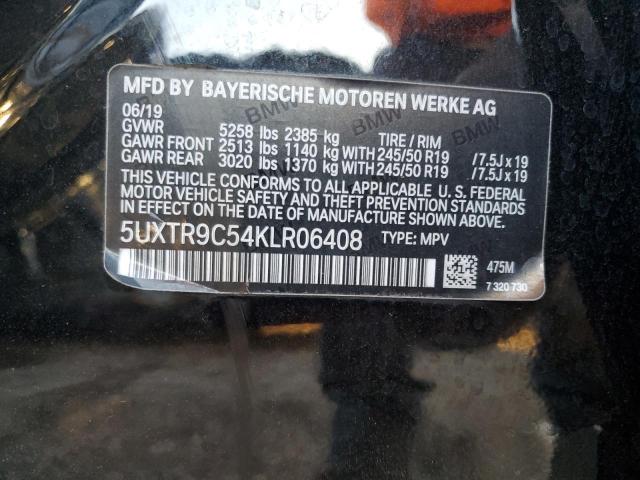 MFD BY BAYERISCHE MOTOREN WERKE AG
06/19
GVWR 5258 lbs 2385 kg TIRE / RIM
GAWR FRONT 2513 lbs 1140 kg WITH 245/50 R19 /7.5J x 19
GAWR REAR 3020 lbs 1370 kg WITH 245/50 R19 /7.5J x 19
THIS VEHICLE CONFORMS TO ALL APPLICABLE U. S. FEDERAL
MOTOR VEHICLE SAFETY AND THEFT PREVENTION STANDARDS
IN EFFECT ON THE DATE OF MANUFACTURE SHOWN ABOVE.
5UXTR9C54KLR06408 TYPE: MPV
475M
7 320 730